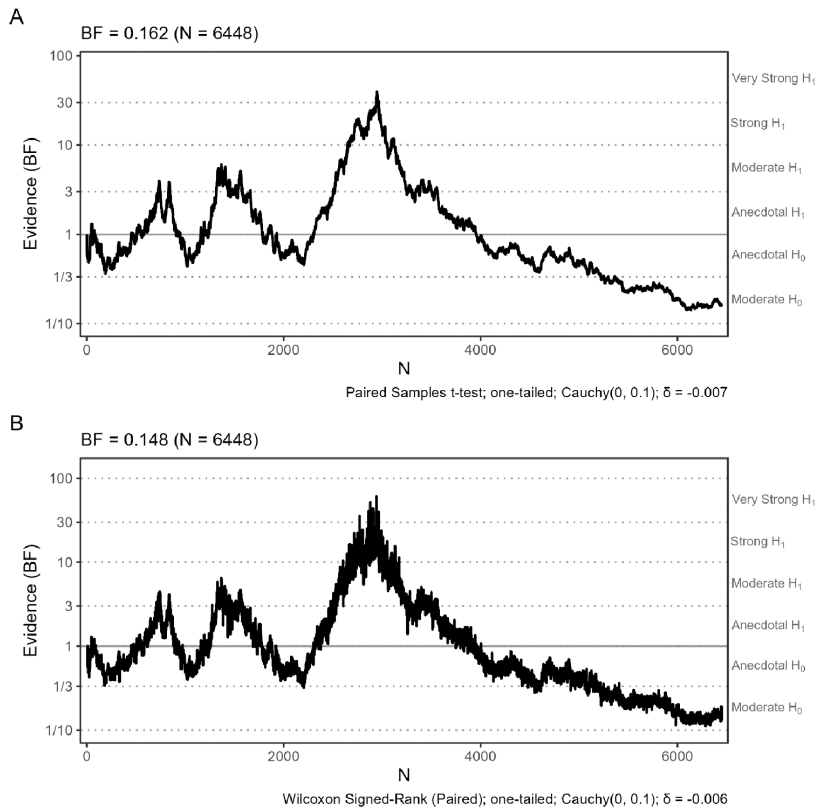 A
BF = 0.162 (N = 6448)
100
30
10
3
1
1/3
1/10
Evidence (BF)
Very Strong H₁
Strong H₁
Moderate H₁
Anecdotal H₁
Anecdotal H₀
Moderate H₀
0 2000 4000 6000
N
Paired Samples t-test; one-tailed; Cauchy(0, 0.1); δ = -0.007
B
BF = 0.148 (N = 6448)
100
30
10
3
1
1/3
1/10
Evidence (BF)
Very Strong H₁
Strong H₁
Moderate H₁
Anecdotal H₁
Anecdotal H₀
Moderate H₀
0 2000 4000 6000
N
Wilcoxon Signed-Rank (Paired); one-tailed; Cauchy(0, 0.1); δ = -0.006